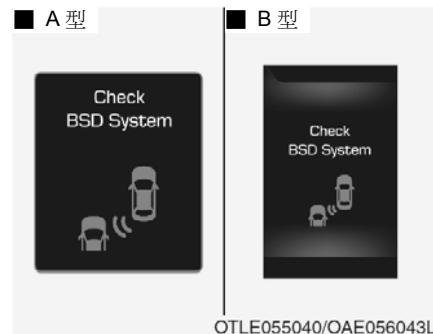 ■ A 型
■ B 型
Check
BSD System
Check
BSD System
OTLE055040/OAE056043L